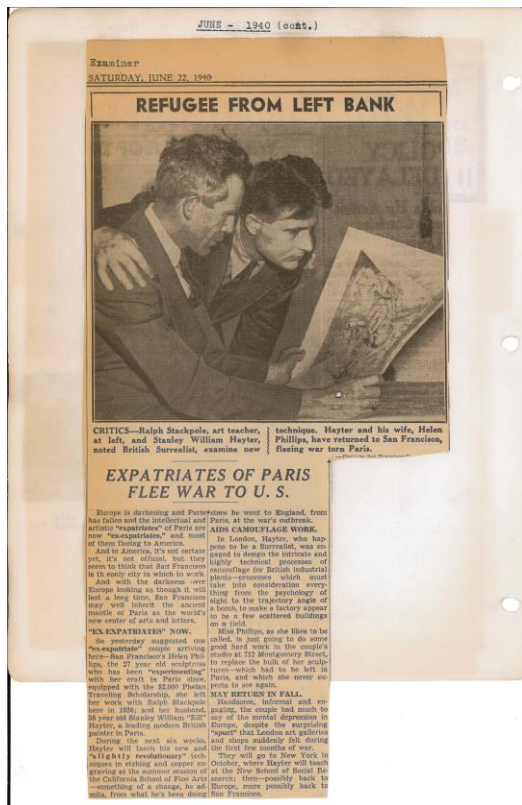 JUNE - 1940 (cont.)
Examiner
SATURDAY, JUNE 22, 1940
REFUGEE FROM LEFT BANK
CRITICS—Ralph Stackpole, art teacher,
at left, and Stanley William Hayter,
noted British Surrealist, examine new
technique. Hayter and his wife, Helen
Phillips, have returned to San Francisco,
fleeing war torn Paris.
EXPATRIATES OF PARIS
FLEE WAR TO U. S.
Europe is darkening and Paris
has fallen and the intellectual and
artistic "expatriates" of Paris are
now "ex-expatriates," and most
of them fleeing to America.
And in America, it's not certain
yet, it's not official, but they
seem to think that San Francisco
is th eonly city in which to work.
And with the darkness over
Europe looking as though it will
last a long time, San Francisco
may well inherit the ancient
mantle of Paris as the world's
new center of arts and letters.
"EX-EXPATRIATES" NOW.
So yesterday suggested one
"ex-expatriate" couple arriving
here—San Francisco's Helen Phil-
lips, the 27 year old sculptress
who has been "experimenting"
with her craft in Paris since,
equipped with the $2,000 Phelan
Traveling Scholarship, she left
her work with Ralph Stackpole
here in 1936; and her husband,
36 year old Stanley William "Bill"
Hayter, a leading modern British
painter in Paris.
During the next six weeks,
Hayter will teach his new and
"slightly revolutionary" tech-
niques in etching and copper en-
graving at the summer session of
the California School of Fine Arts
—something of a change, he ad-
mits, from what he's been doing
since he went to England, from
Paris, at the war's outbreak.
AIDS CAMOUFLAGE WORK.
In London, Hayter, who hap-
pens to be a Surrealist, was en-
gaged to design the intricate and
highly technical processes of
camouflage for British industrial
plants—processes which must
take into consideration every-
thing from the psychology of
sight to the trajectory angle of
a bomb, to make a factory appear
to be a few scattered buildings
on a field.
Miss Phillips, as she likes to be
called, is just going to do some
good hard work in the couple's
studio at 712 Montgomery Street,
to replace the bulk of her sculp-
tures—which had to be left in
Paris, and which she never ex-
pects to see again.
MAY RETURN IN FALL.
Handsome, informal and en-
gaging, the couple had much to
say of the mental depression in
Europe, despite the surprising
"spurt" that London art galleries
and shops suddenly felt during
the first few months of war.
They will go to New York in
October, where Hayter will teach
at the New School of Social Re-
search; then—possibly back to
Europe, more possibly back to
San Francisco.